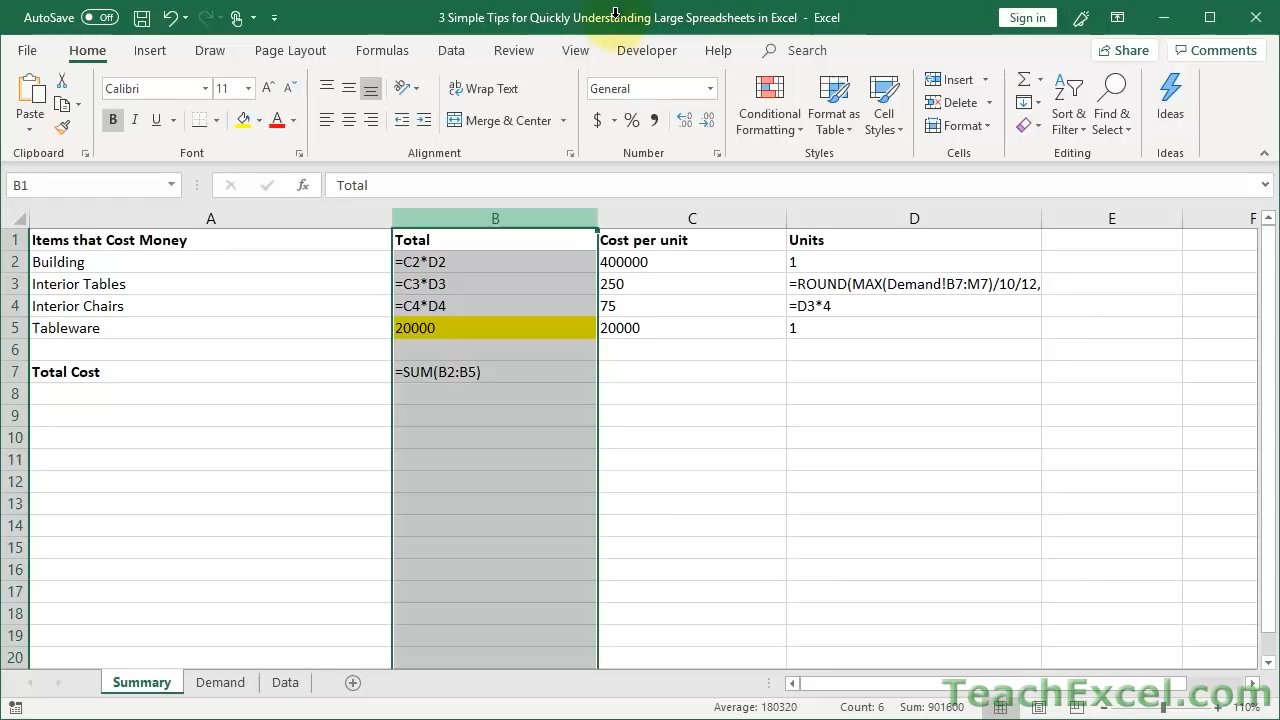 AutoSave Off 3 Simple Tips for Quickly Understanding Large Spreadsheets in Excel - Excel Sign in
File Home Insert Draw Page Layout Formulas Data Review View Developer Help Search Share Comments
Paste Calibri 11 Wrap Text General Conditional Formatting Format as Table Cell Styles Insert Sort & Filter Find & Select Ideas
B I U Merge & Center $ % Delete
Format
Clipboard Font Alignment Number Styles Cells Editing Ideas
B1 fx Total
A B C D E F
1 Items that Cost Money Total Cost per unit Units
2 Building =C2*D2 400000 1
3 Interior Tables =C3*D3 250 =ROUND(MAX(Demand!B7:M7)/10/12,
4 Interior Chairs =C4*D4 75 =D3*4
5 Tableware 20000 20000 1
6
7 Total Cost =SUM(B2:B5)
8
9
10
11
12
13
14
15
16
17
18
19
20
Summary Demand Data
Average: 180320 Count: 6 Sum: 901600 110%
TeachExcel.com